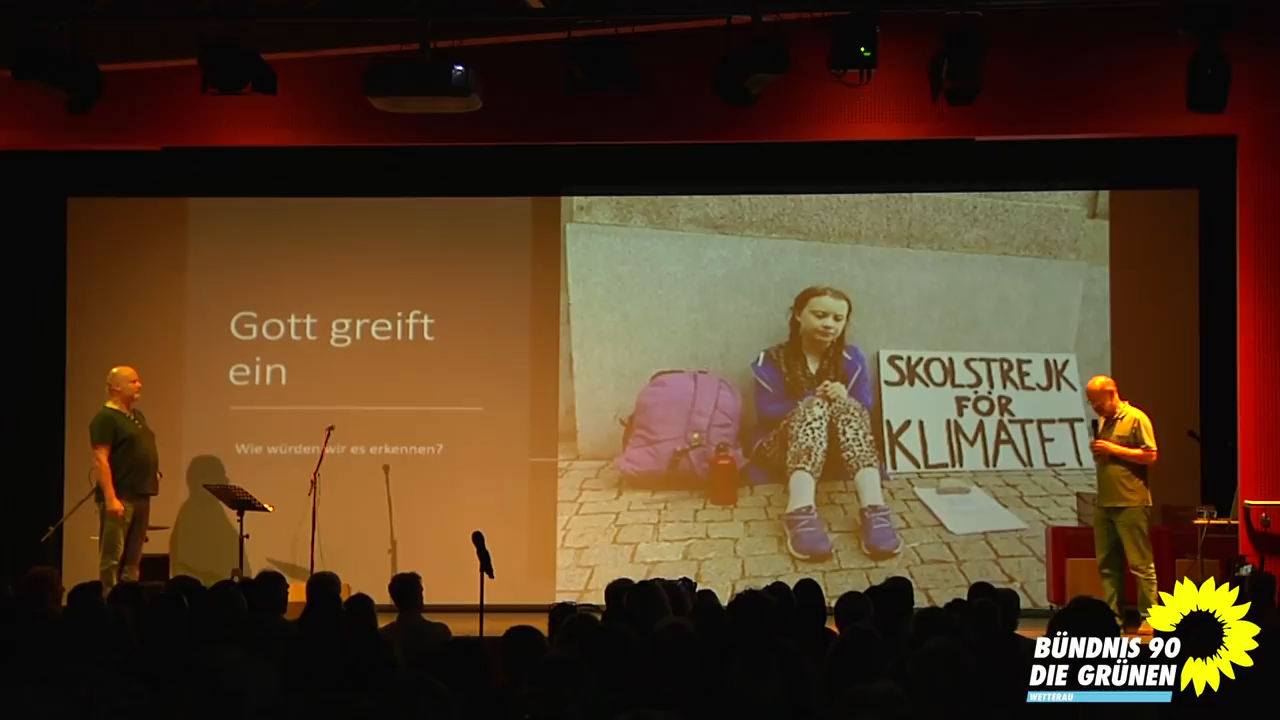 Gott greift
ein
Wie würden wir es erkennen?
SKOLSTREJK
FÖR
KLIMATET
BÜNDNIS 90
DIE GRÜNEN
WETTERAU